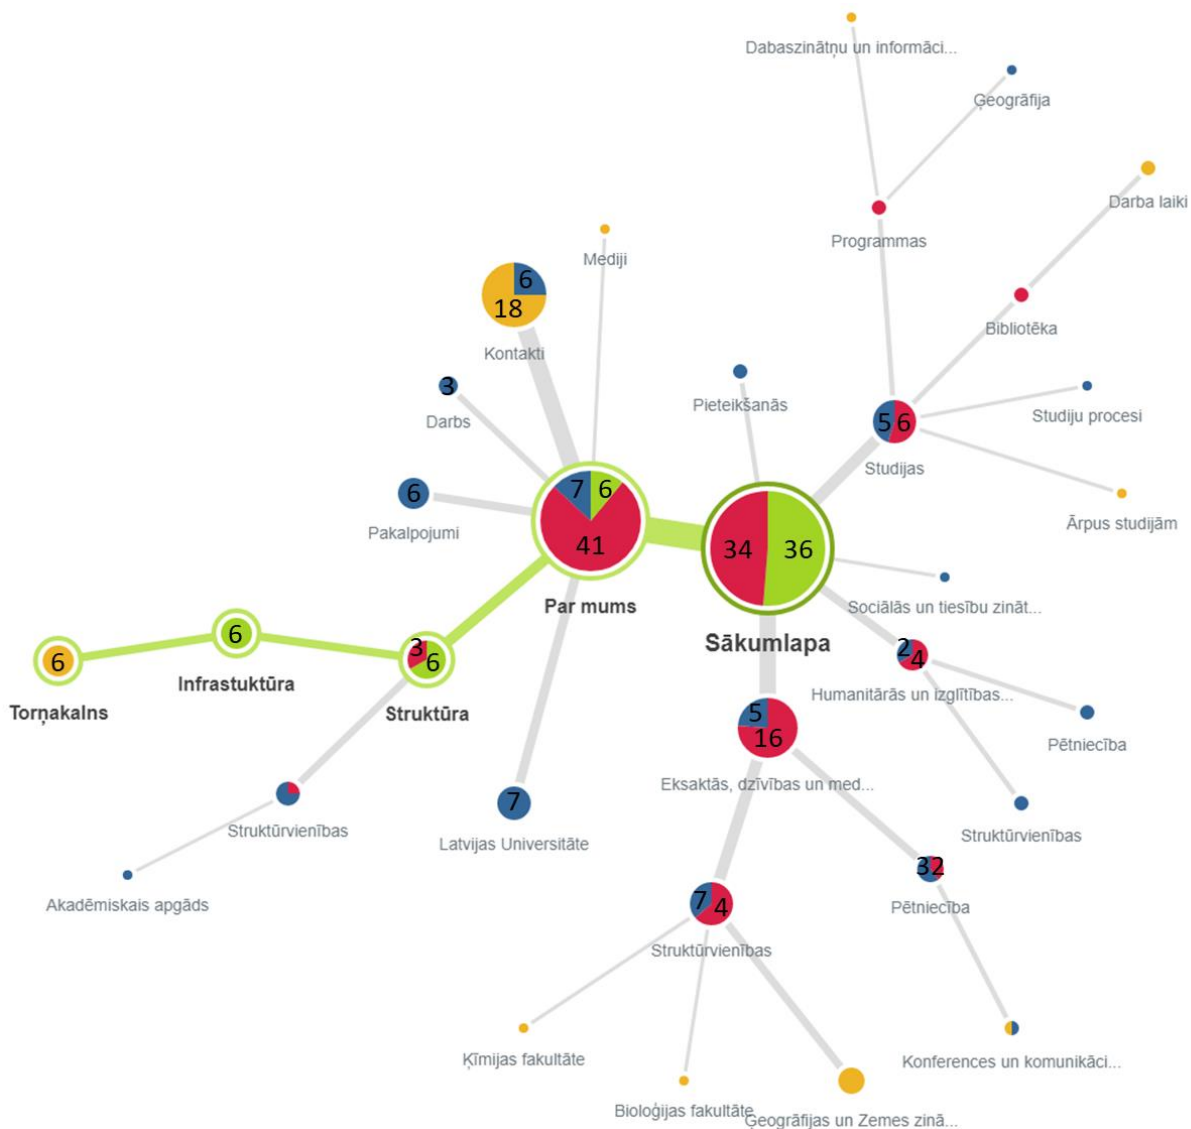 Dabaszinātņu un informāci...
Ģeogrāfija
Darba laiki
Programmas
Mediji
6
18
Kontakti
Bibliotēka
3
Darbs
Pieteikšanās
Studiju procesi
5 6
Studijas
6
Pakalpojumi
Ārpus studijām
7 6
41
Par mums
34 36
Sākumlapa
Sociālās un tiesību zināt...
6
Infrastuktūra
6
Torņakalns
3
6
Struktūra
2
4
Humanitārās un izglītības...
Pētniecība
5
16
Eksaktās, dzīvības un med...
Struktūrvienības
7
Latvijas Universitāte
Struktūrvienības
Akadēmiskais apgāds
32
Pētniecība
7 4
Struktūrvienības
Ķīmijas fakultāte
Konferences un komunikāci...
Bioloģijas fakultāte
Ģeogrāfijas un Zemes zinā...